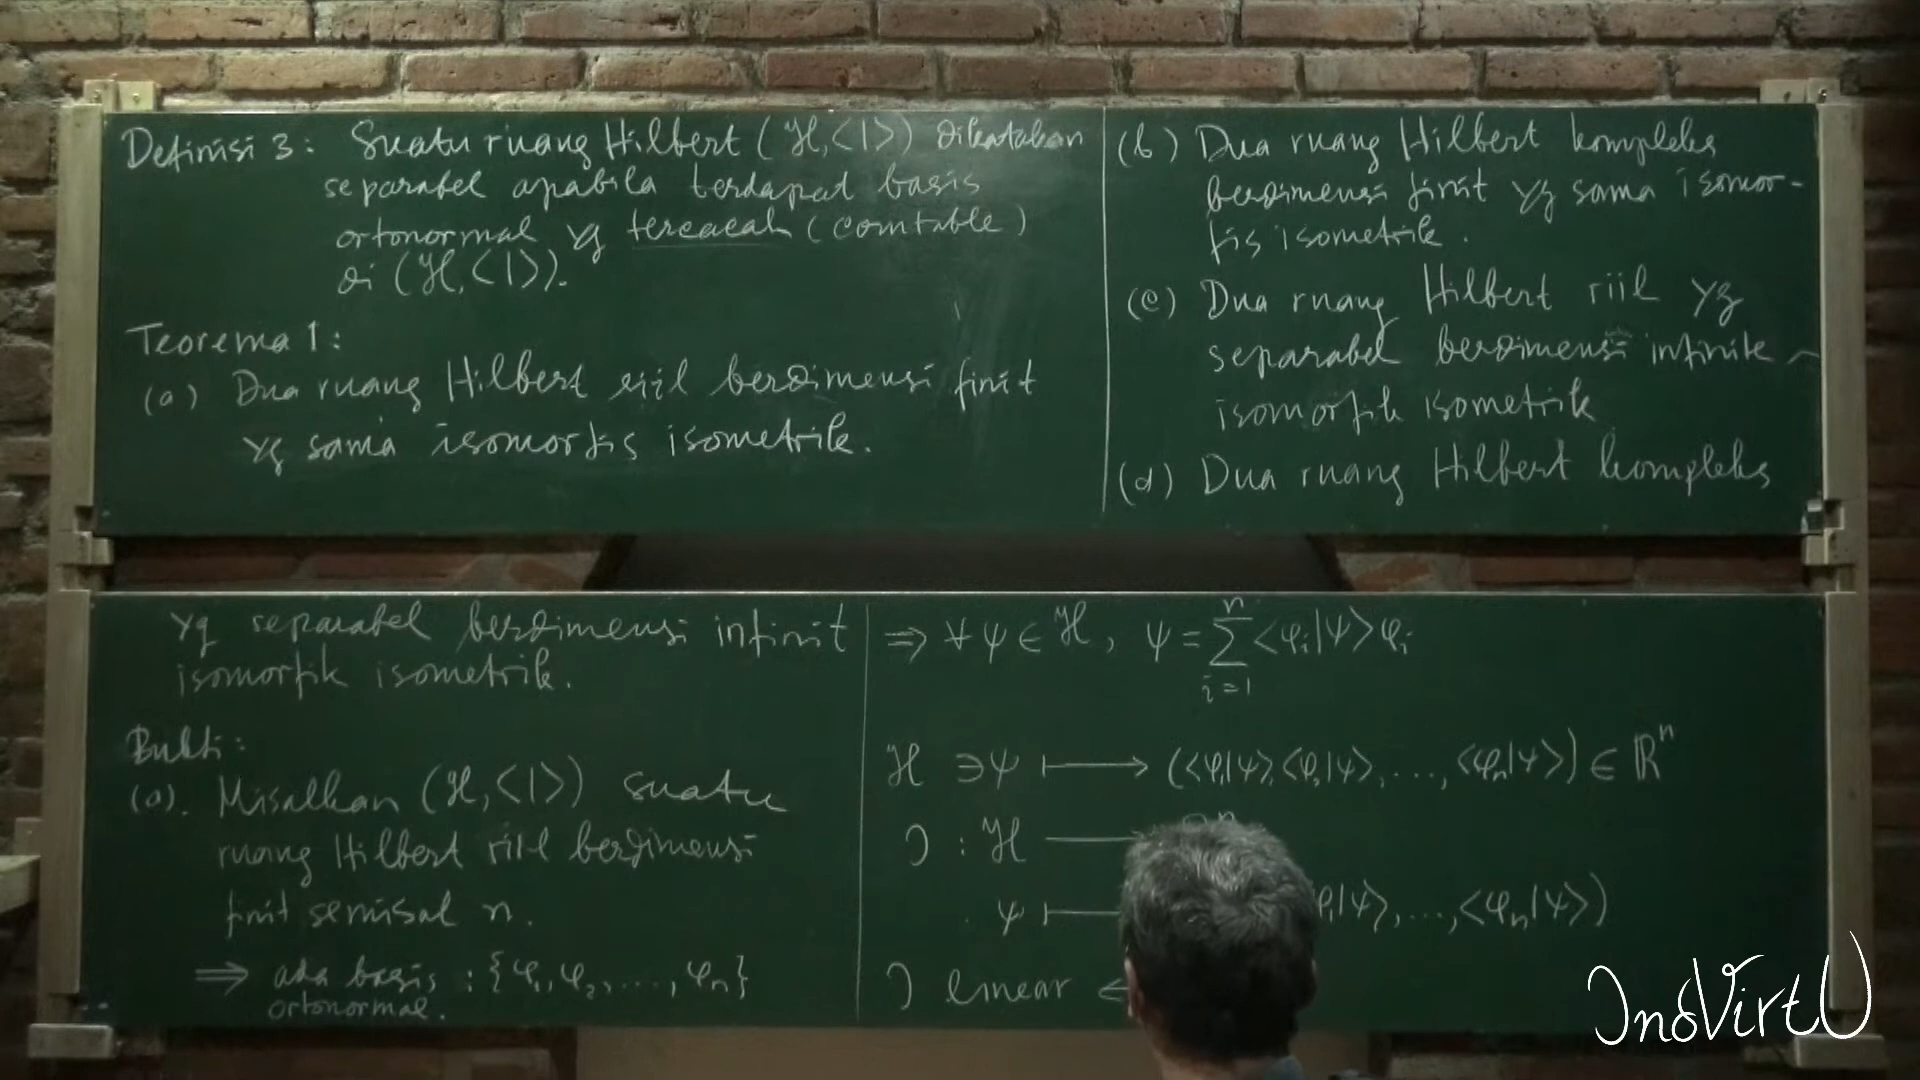 Definisi 3: Suatu ruang Hilbert (ℋ,<|>) dikatakan
separabel apabila terdapat basis
ortonormal yg tercacah (countable)
di (ℋ,<|>).
Teorema 1:
(a) Dua ruang Hilbert riil berdimensi finit
yg sama isomorfis isometrik.
(b) Dua ruang Hilbert kompleks
berdimensi finit yg sama isomor-
fis isometrik.
(c) Dua ruang Hilbert riil yg
separabel berdimensi infinite
isomorfik isometrik
(d) Dua ruang Hilbert kompleks
yg separabel berdimensi infinit
isomorfik isometrik.
Bukti:
(a). Misalkan (ℋ,<|>) suatu
ruang Hilbert riil berdimensi
finit semisal n.
⇒ ada basis : {φ₁,φ₂,...,φₙ}
ortonormal.
⇒ ∀ψ∈ℋ, ψ = ∑ⁿᵢ₌₁ <φᵢ|ψ>φᵢ
ℋ ∋ψ ⟼ (<φ₁|ψ>,<φ₂|ψ>,...,<φₙ|ψ>) ∈ ℝⁿ
J : ℋ →
ψ ⟼ |ψ>,...,<φₙ|ψ>)
J linear ⇐
IndVirtU